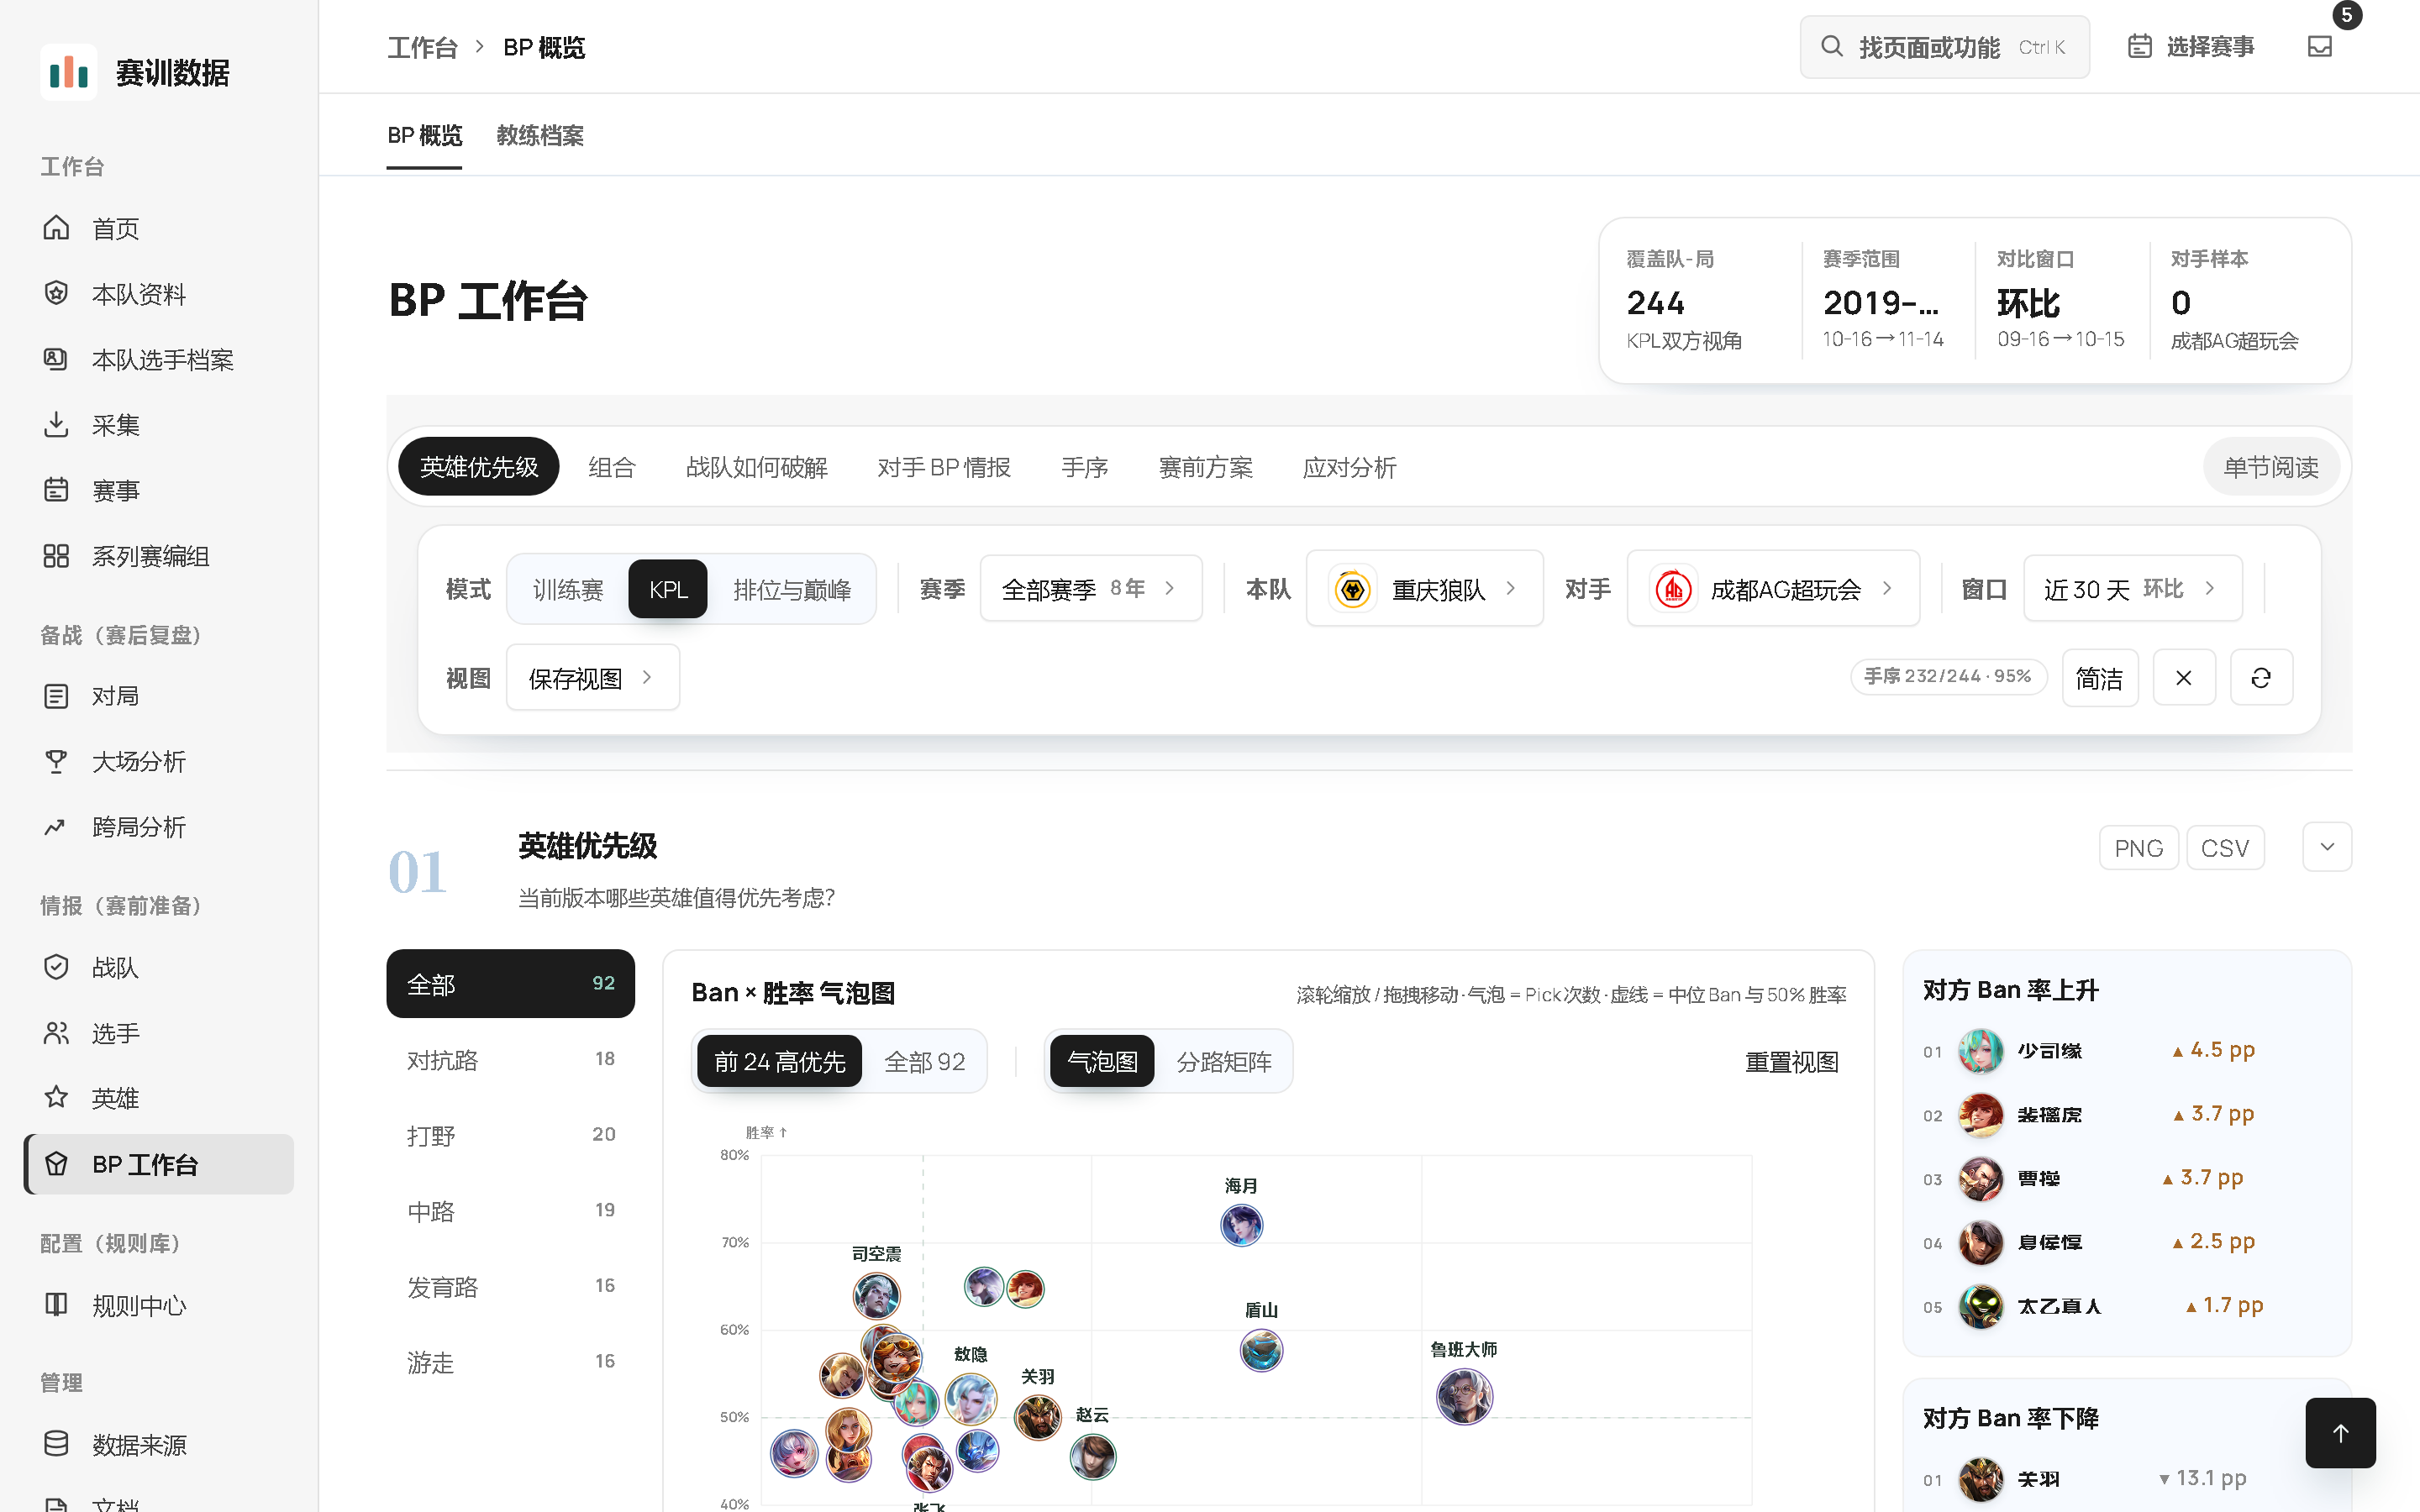 赛训数据
工作台
首页
本队资料
本队选手档案
采集
赛事
系列赛编组
备战（赛后复盘）
对局
大场分析
跨局分析
情报（赛前准备）
战队
选手
英雄
BP 工作台
配置（规则库）
规则中心
管理
数据来源
文档
工作台 > BP 概览
找页面或功能 Ctrl K
选择赛事
5
BP 概览
教练档案
BP 工作台
覆盖队-局
244
KPL双方视角
赛季范围
2019-...
10-16→11-14
对比窗口
环比
09-16→10-15
对手样本
0
成都AG超玩会
英雄优先级
组合
战队如何破解
对手 BP 情报
手序
赛前方案
应对分析
单节阅读
模式
训练赛
KPL
排位与巅峰
赛季
全部赛季 8 年
本队
重庆狼队
对手
成都AG超玩会
窗口
近 30 天 环比
视图
保存视图
手序 232/244 · 95%
简洁
01
英雄优先级
当前版本哪些英雄值得优先考虑？
PNG
CSV
全部 92
对抗路 18
打野 20
中路 19
发育路 16
游走 16
Ban × 胜率 气泡图
滚轮缩放 / 拖拽移动 · 气泡 = Pick 次数 · 虚线 = 中位 Ban 与 50% 胜率
前 24 高优先
全部 92
气泡图
分路矩阵
重置视图
胜率 ↑
80%
70%
60%
50%
40%
海月
司空震
盾山
鲁班大师
敖隐
关羽
赵云
张飞
对方 Ban 率上升
01 少司缘 ▲ 4.5 pp
02 裴擒虎 ▲ 3.7 pp
03 曹操 ▲ 3.7 pp
04 夏侯惇 ▲ 2.5 pp
05 太乙真人 ▲ 1.7 pp
对方 Ban 率下降
01 关羽 ▼ 13.1 pp